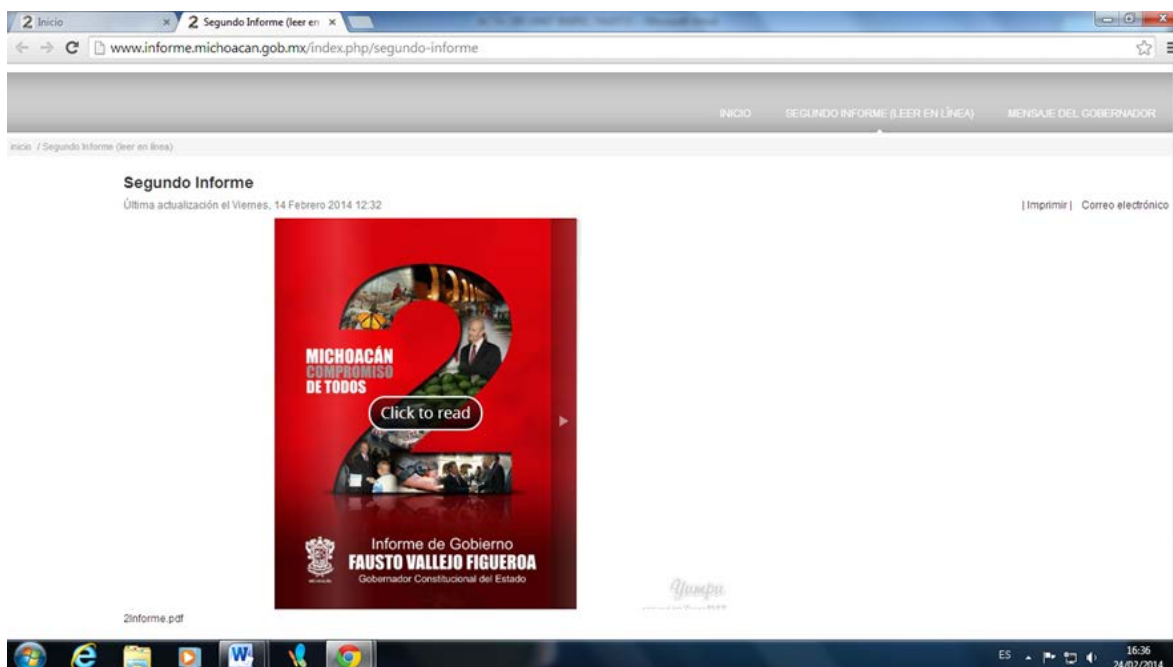 2 Inicio
2 Segundo Informe (leer en
www.informe.michoacan.gob.mx/index.php/segundo-informe
INICIO SEGUNDO INFORME (LEER EN LÍNEA) MENSAJE DEL GOBERNADOR
Inicio / Segundo Informe (leer en línea)
Segundo Informe
Última actualización el Viernes, 14 Febrero 2014 12:32
| Imprimir | Correo electrónico
2
MICHOACÁN
COMPROMISO
DE TODOS
Click to read
Informe de Gobierno
FAUSTO VALLEJO FIGUEROA
Gobernador Constitucional del Estado
MICHOACÁN
Yumpu
2Informe.pdf
ES 16:36
24/02/2014